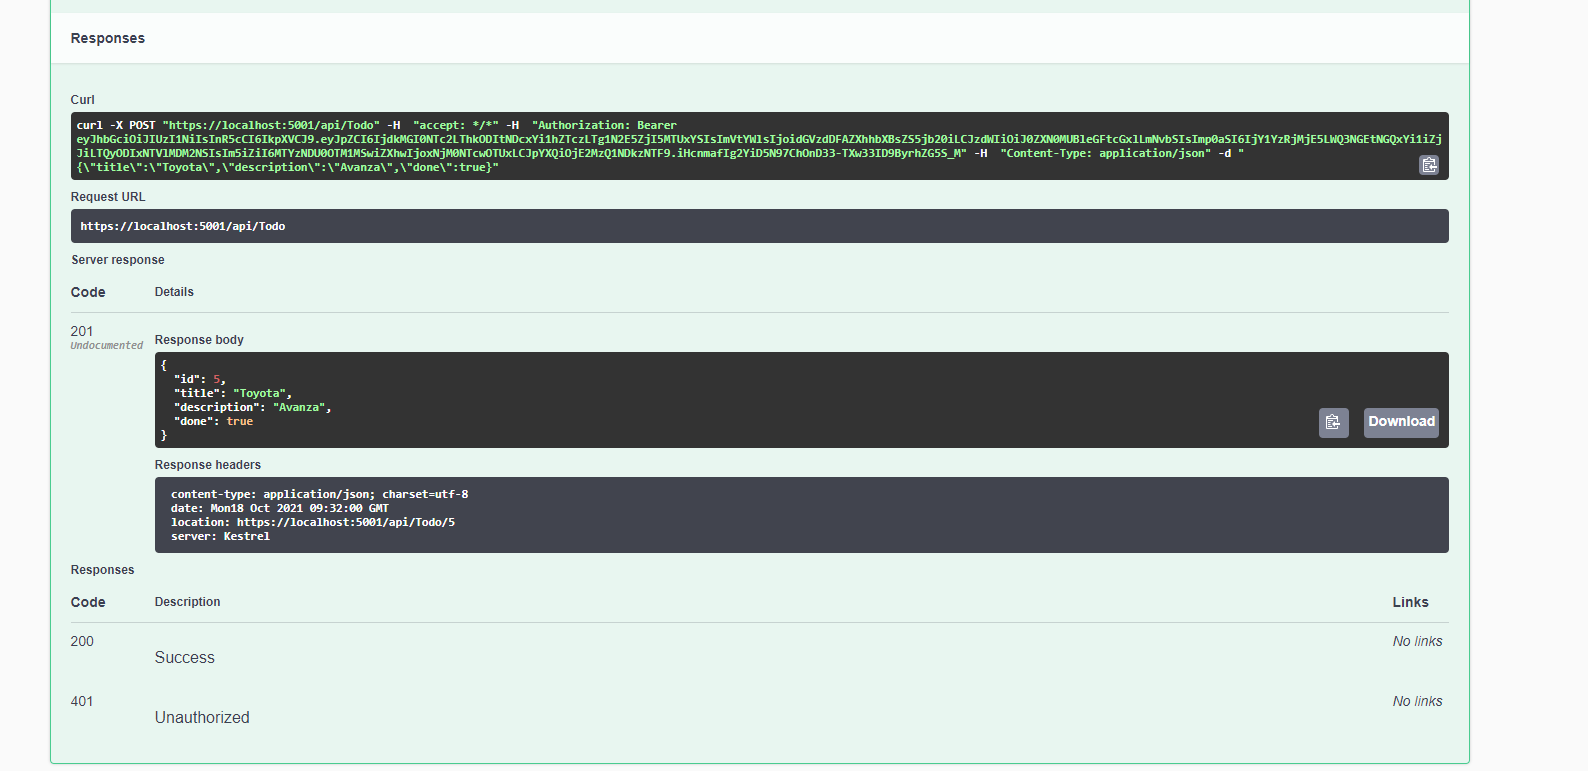 Responses
Curl
curl -X POST "https://localhost:5001/api/Todo" -H  "accept: */*" -H  "Authorization: Bearer
eyJhbGciOiJIUzI1NiIsInR5cCI6IkpXVCJ9.eyJpZCI6IjdkMGI0NTc2LThkODItNDcxYi1hZTczLTg1N2E5ZjI5MTUxYSIsImVtYWlsIjoidGVzdDFAZXhhbXBsZS5jb20iLCJzdWIiOiJ0ZXN0MUBleGFtcGxlLmNvbSIsImp0aSI6IjY1YzRjMjE5LWQ3NGEtNGQxYi1iZj
JiLTQyODIxNTVlMDM2NSIsIm5iZiI6MTYzNDU0OTM1MSwiZXhwIjoxNjM0NTcwOTUxLCJpYXQiOjE2MzQ1NDkzNTF9.iHcnmafIg2YiD5N97ChOnD33-TXw33ID9ByrhZG5S_M" -H  "Content-Type: application/json" -d "
{\"title\":\"Toyota\",\"description\":\"Avanza\",\"done\":true}"
Request URL
https://localhost:5001/api/Todo
Server response
Code Details
201
Undocumented
Response body
{
"id": 5,
"title": "Toyota",
"description": "Avanza",
"done": true
}
Download
Response headers
content-type: application/json; charset=utf-8
date: Mon18 Oct 2021 09:32:00 GMT
location: https://localhost:5001/api/Todo/5
server: Kestrel
Responses
Code Description Links
200 No links
Success
401 No links
Unauthorized